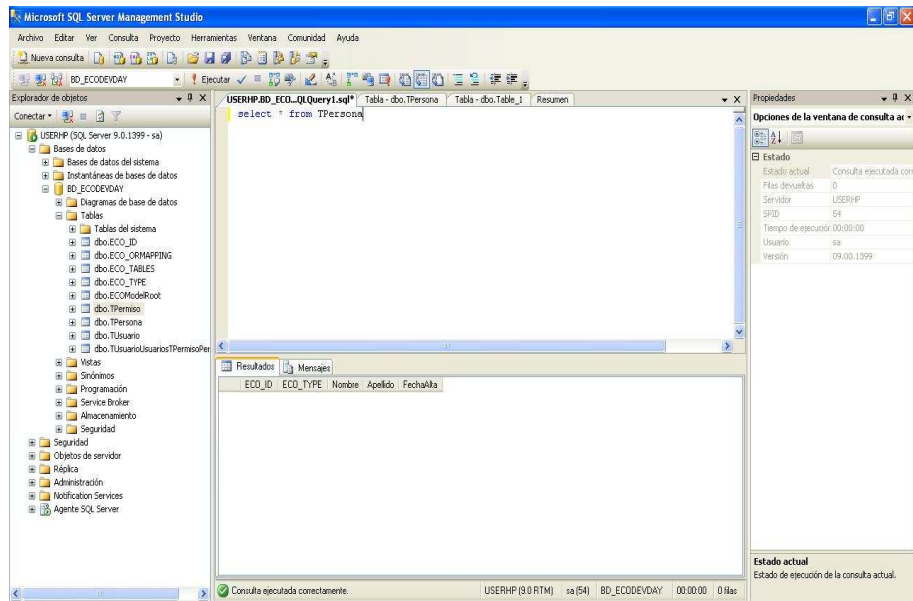 Microsoft SQL Server Management Studio
Archivo Editar Ver Consulta Proyecto Herramientas Ventana Comunidad Ayuda
Nueva consulta
BD_ECODEVDAY Ejecutar
Explorador de objetos
Conectar
USERHP (SQL Server 9.0.1399 - sa)
Bases de datos
Bases de datos del sistema
Instantáneas de bases de datos
BD_ECODEVDAY
Diagramas de base de datos
Tablas
Tablas del sistema
dbo.ECO_ID
dbo.ECO_ORMAPPING
dbo.ECO_TABLES
dbo.ECO_TYPE
dbo.ECOModelRoot
dbo.TPermiso
dbo.TPersona
dbo.TUsuario
dbo.TUsuarioUsuariosTPermisoPer
Vistas
Sinónimos
Programación
Service Broker
Almacenamiento
Seguridad
Seguridad
Objetos de servidor
Réplica
Administración
Notification Services
Agente SQL Server
USERHP.BD_ECO...QLQuery1.sql* Tabla - dbo.TPersona Tabla - dbo.Table_1 Resumen
select * from TPersona
Resultados Mensajes
ECO_ID ECO_TYPE Nombre Apellido FechaAlta
Consulta ejecutada correctamente. USERHP (9.0 RTM) sa (54) BD_ECODEVDAY 00:00:00 0 filas
Propiedades
Opciones de la ventana de consulta ac
Estado
Estado actual Consulta ejecutada corr
Filas devueltas 0
Servidor USERHP
SPID 54
Tiempo de ejecución 00:00:00
Usuario sa
Versión 09.00.1399
Estado actual
Estado de ejecución de la consulta actual.